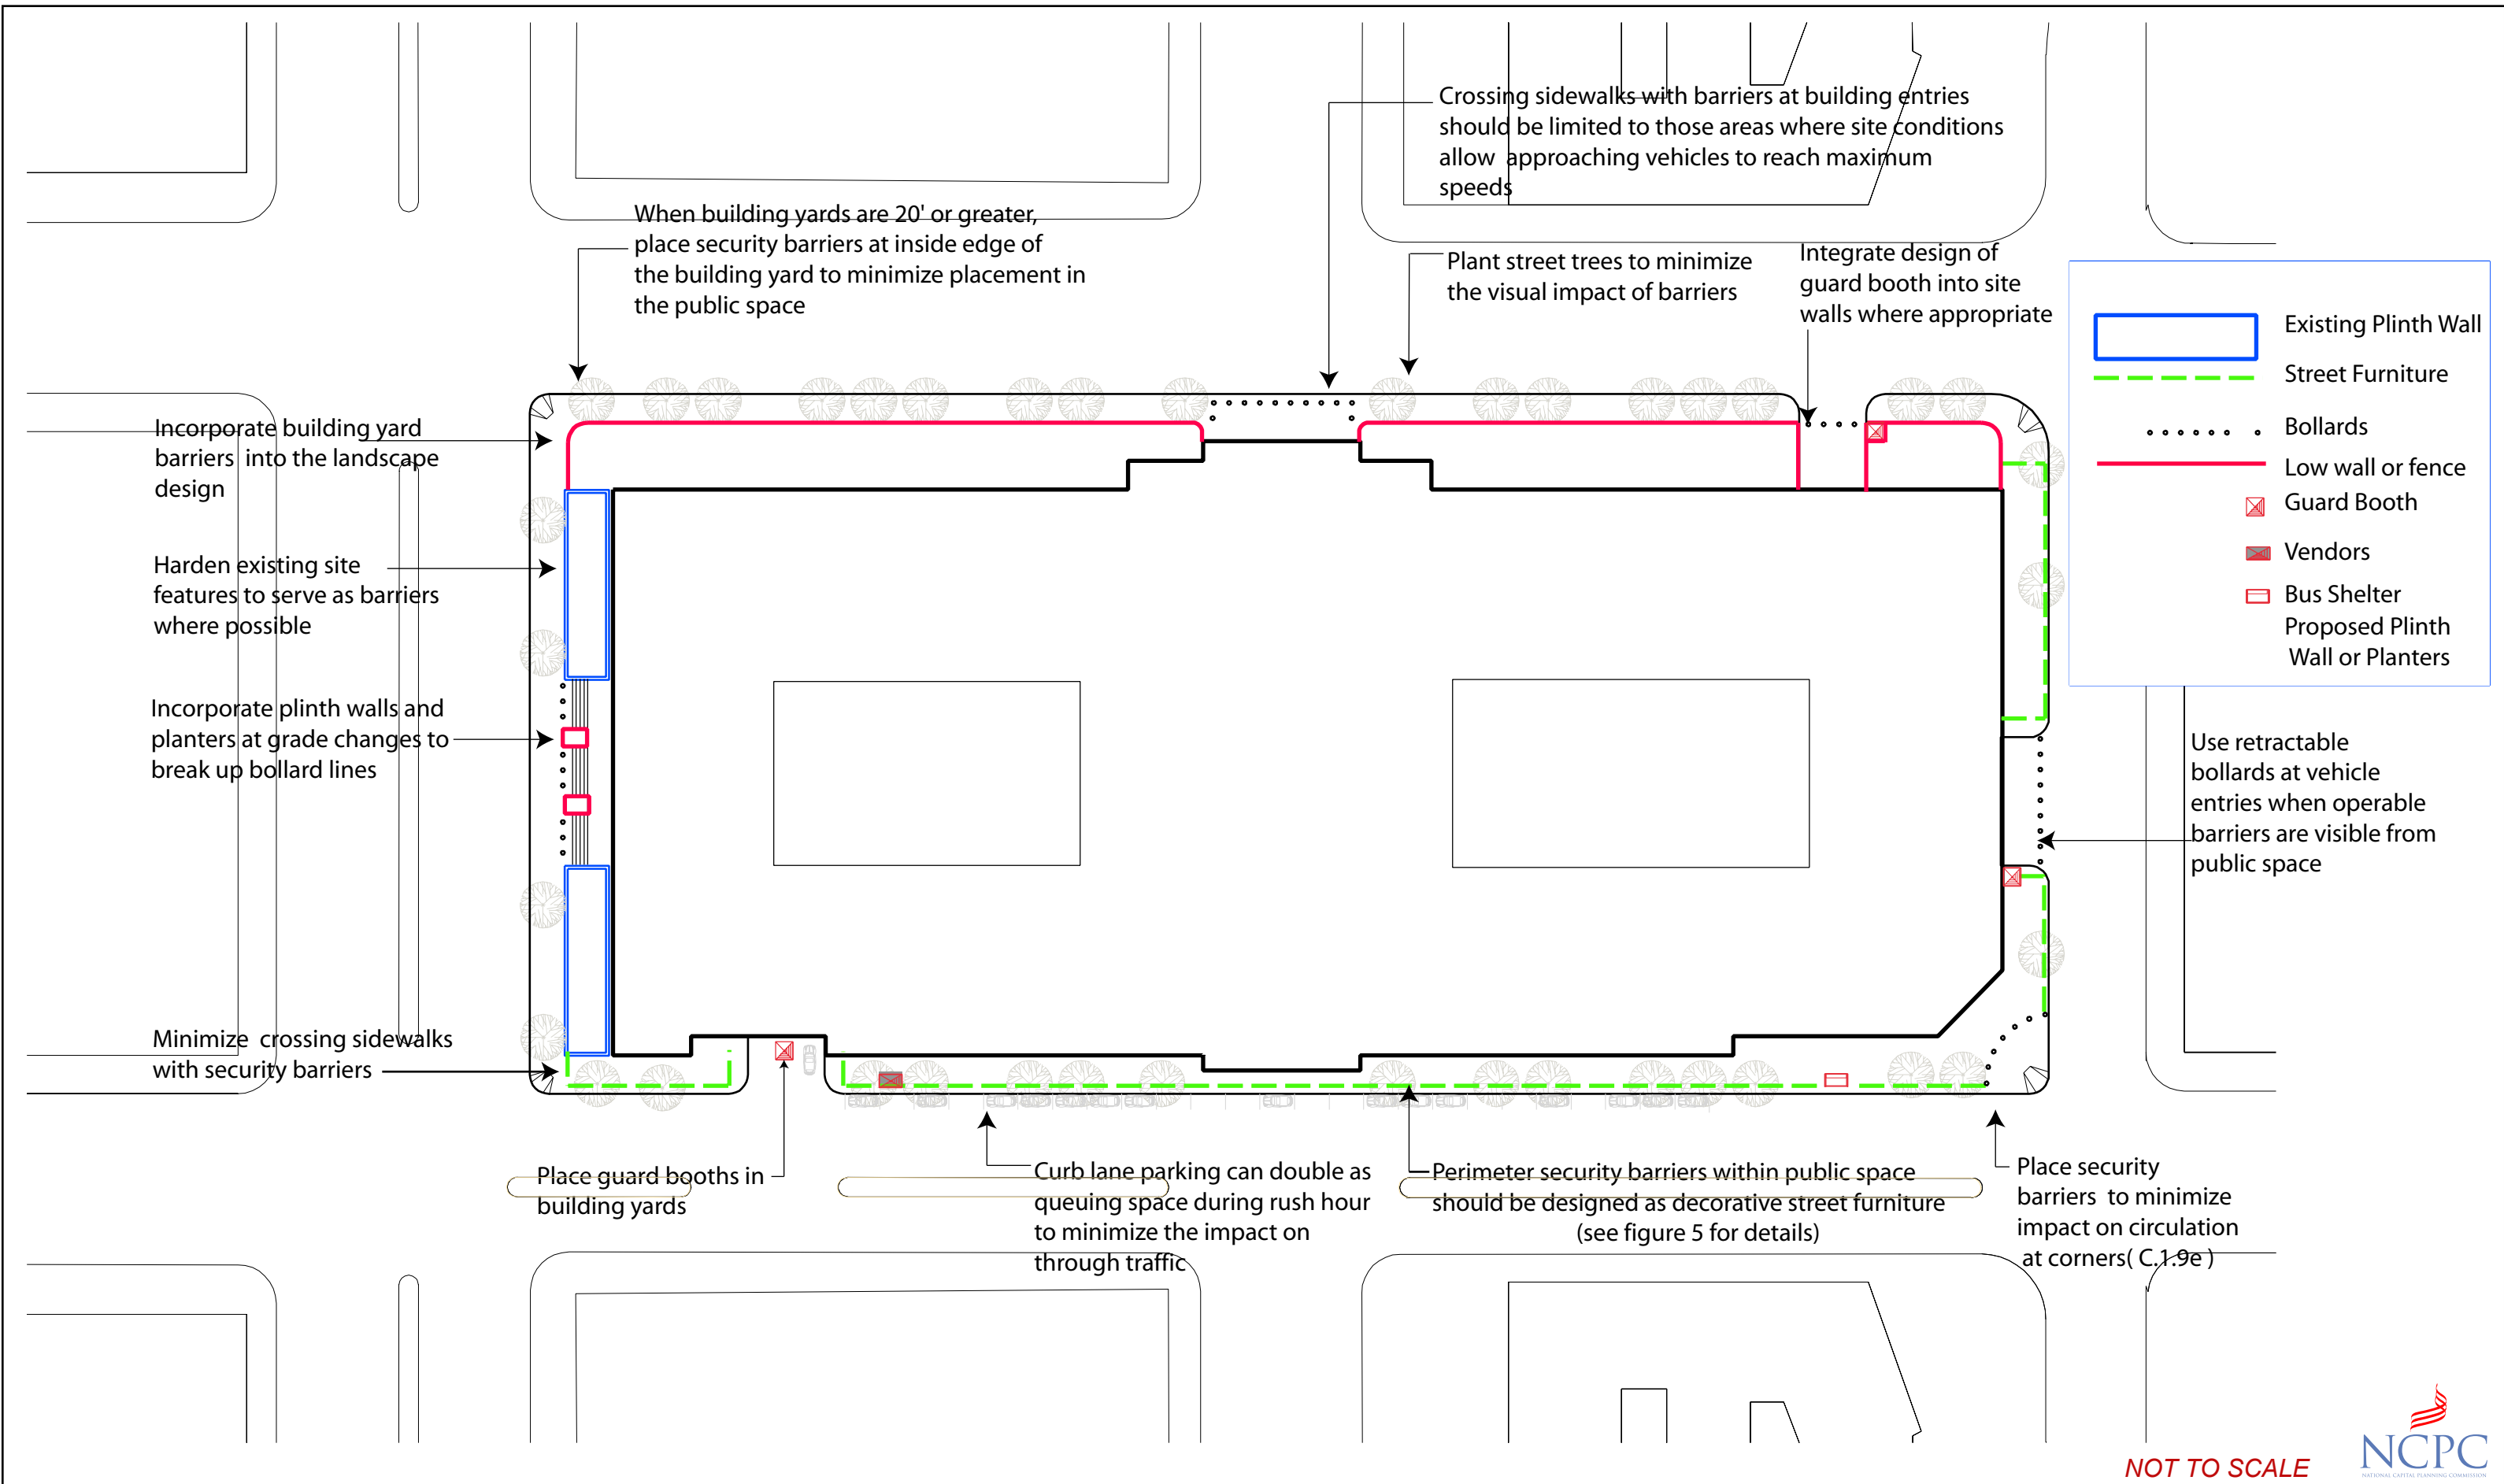 Crossing sidewalks with barriers at building entries
should be limited to those areas where site conditions
allow approaching vehicles to reach maximum
speeds
When building yards are 20' or greater,
place security barriers at inside edge of
the building yard to minimize placement in
the public space
Plant street trees to minimize
the visual impact of barriers
Integrate design of
guard booth into site
walls where appropriate
Existing Plinth Wall
Street Furniture
Bollards
Low wall or fence
Guard Booth
Vendors
Bus Shelter
Proposed Plinth
Wall or Planters
Incorporate building yard
barriers into the landscape
design
Harden existing site
features to serve as barriers
where possible
Incorporate plinth walls and
planters at grade changes to
break up bollard lines
Use retractable
bollards at vehicle
entries when operable
barriers are visible from
public space
Minimize crossing sidewalks
with security barriers
Place guard booths in
building yards
Curb lane parking can double as
queuing space during rush hour
to minimize the impact on
through traffic
Perimeter security barriers within public space
should be designed as decorative street furniture
(see figure 5 for details)
Place security
barriers to minimize
impact on circulation
at corners( C.1.9e )
NOT TO SCALE
NCPC
NATIONAL CAPITAL PLANNING COMMISSION